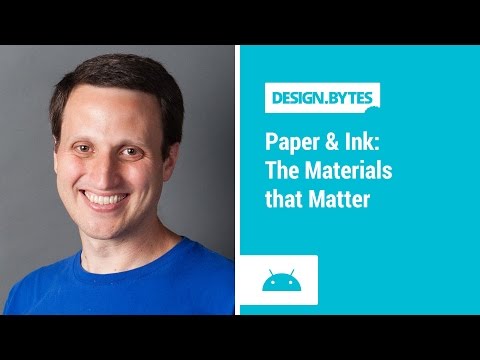 DESIGN.BYTES
Paper & Ink:
The Materials
that Matter